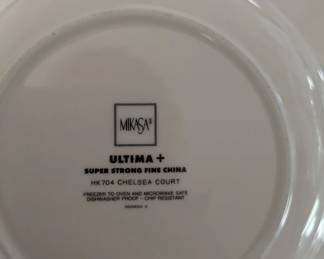 MIKASA®
ULTIMA +
SUPER STRONG FINE CHINA
HK704 CHELSEA COURT
FREEZER TO OVEN AND MICROWAVE SAFE
DISHWASHER PROOF - CHIP RESISTANT